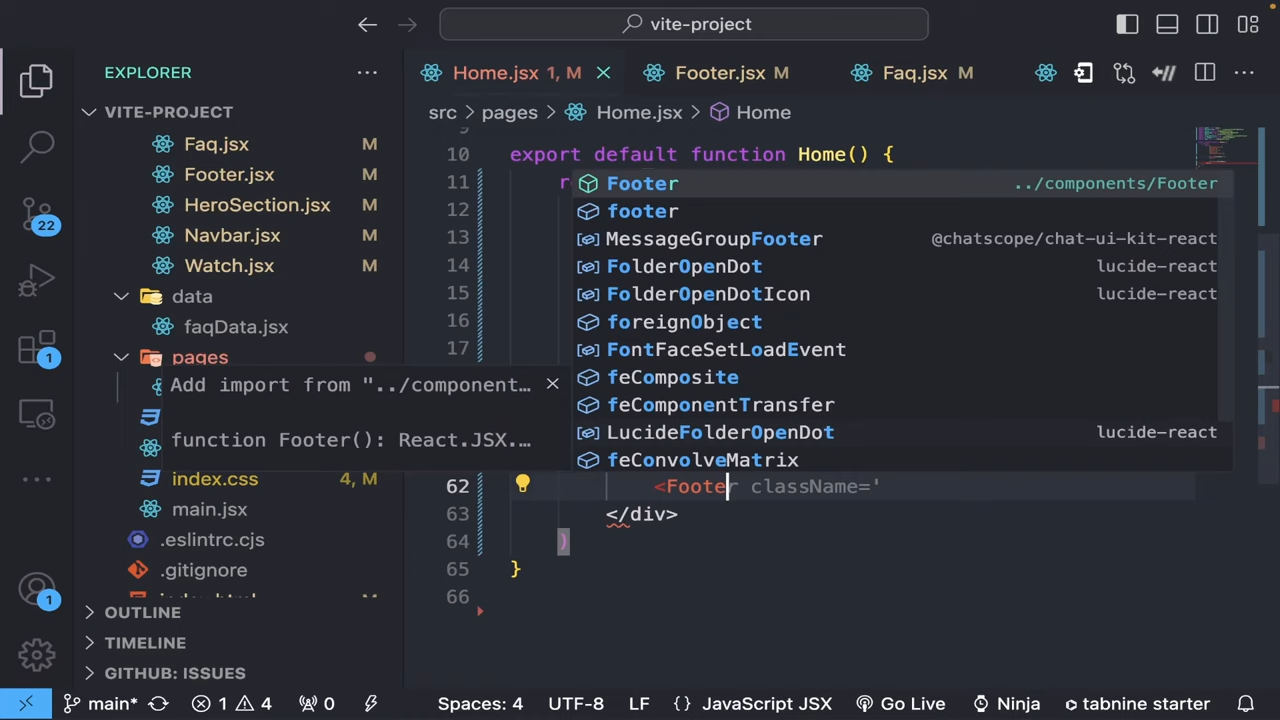 vite-project
EXPLORER
Home.jsx 1, M
Footer.jsx M
Faq.jsx M
VITE-PROJECT
src > pages > Home.jsx > Home
Faq.jsx M
Footer.jsx M
HeroSection.jsx M
Navbar.jsx M
Watch.jsx M
data
faqData.jsx
pages
Add import from "../component…
function Footer(): React.JSX.…
index.css 4, M
main.jsx
.eslintrc.cjs
.gitignore
OUTLINE
TIMELINE
GITHUB: ISSUES
22
1
1
10 export default function Home() {
11 r
12
13
14
15
16
17
Footer ../components/Footer
footer
MessageGroupFooter @chatscope/chat-ui-kit-react
FolderOpenDot lucide-react
FolderOpenDotIcon lucide-react
foreignObject
FontFaceSetLoadEvent
feComposite
feComponentTransfer
LucideFolderOpenDot lucide-react
feConvolveMatrix
62 <Footer className='
63 </div>
64 )
65 }
66
main* 1 4 0 Spaces: 4 UTF-8 LF {} JavaScript JSX Go Live Ninja tabnine starter